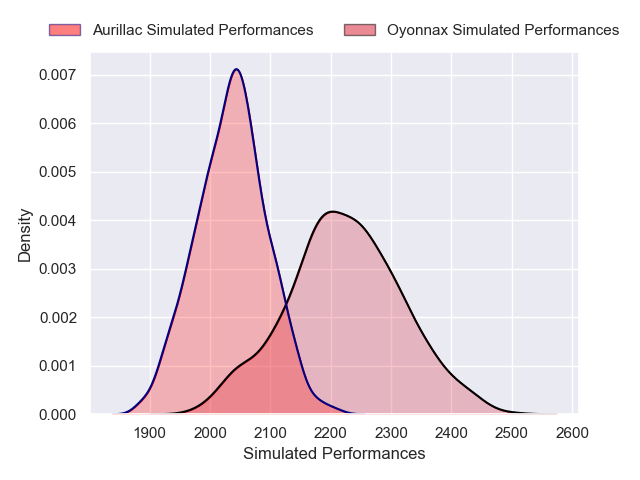 Aurillac Simulated Performances Oyonnax Simulated Performances
0.007
0.006
0.005
0.004
0.003
0.002
0.001
0.000
Density
1900 2000 2100 2200 2300 2400 2500 2600
Simulated Performances